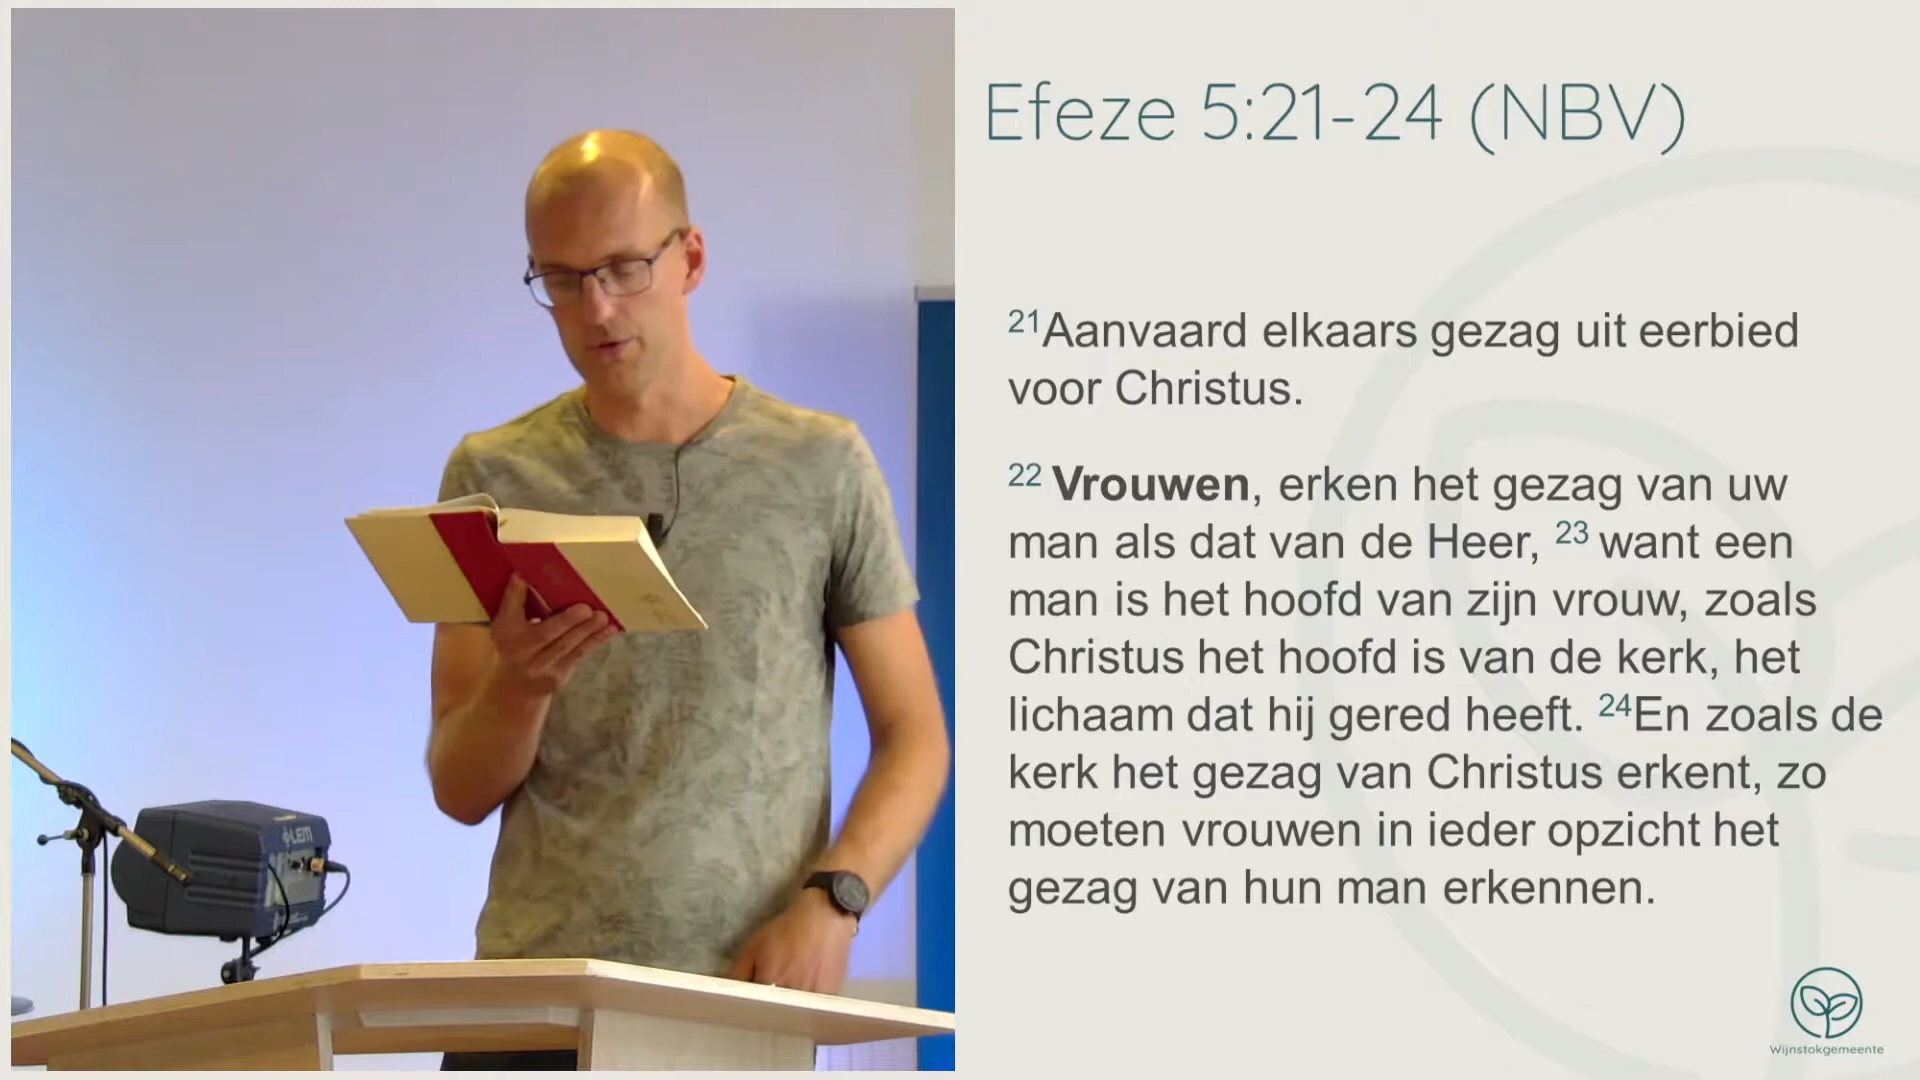 Efeze 5:21-24 (NBV)
21Aanvaard elkaars gezag uit eerbied
voor Christus.
22 Vrouwen, erken het gezag van uw
man als dat van de Heer, 23 want een
man is het hoofd van zijn vrouw, zoals
Christus het hoofd is van de kerk, het
lichaam dat hij gered heeft. 24En zoals de
kerk het gezag van Christus erkent, zo
moeten vrouwen in ieder opzicht het
gezag van hun man erkennen.
Wijnstokgemeente
LEM